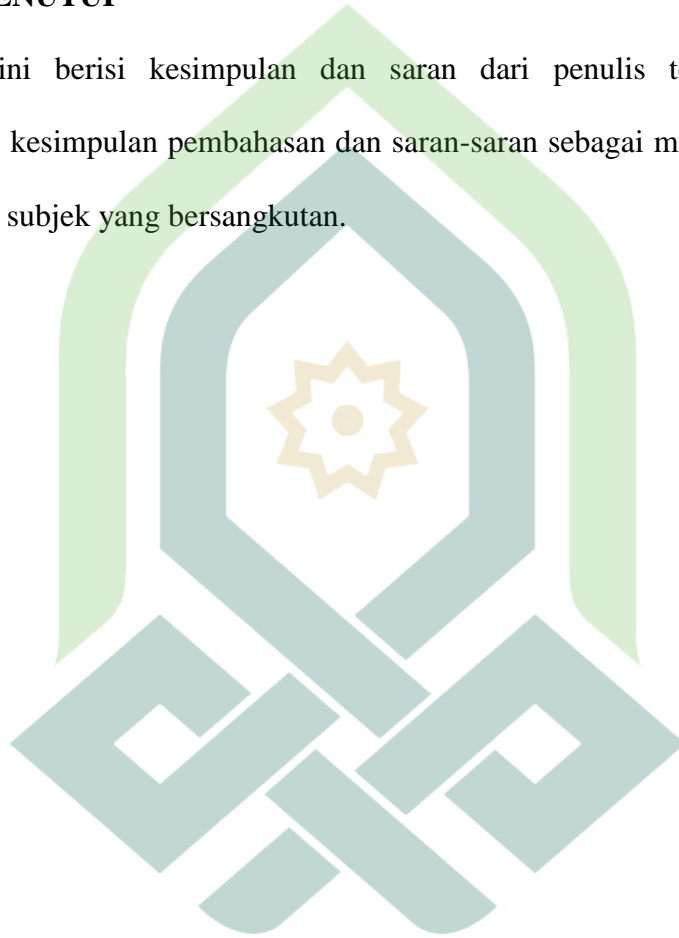 ini berisi kesimpulan dan saran dari penulis
kesimpulan pembahasan dan saran-saran sebagai
subjek yang bersangkutan.